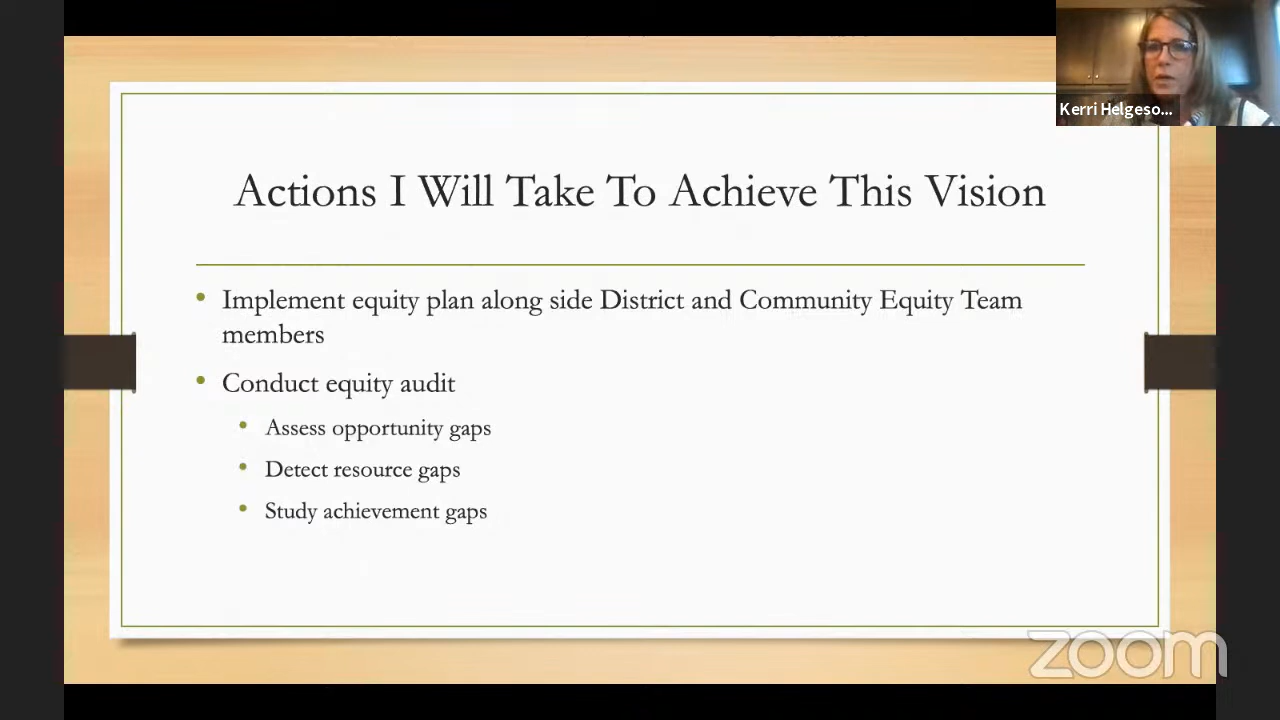 Kerri Helgeso...
Actions I Will Take To Achieve This Vision
• Implement equity plan along side District and Community Equity Team
members
• Conduct equity audit
• Assess opportunity gaps
• Detect resource gaps
• Study achievement gaps
zoom